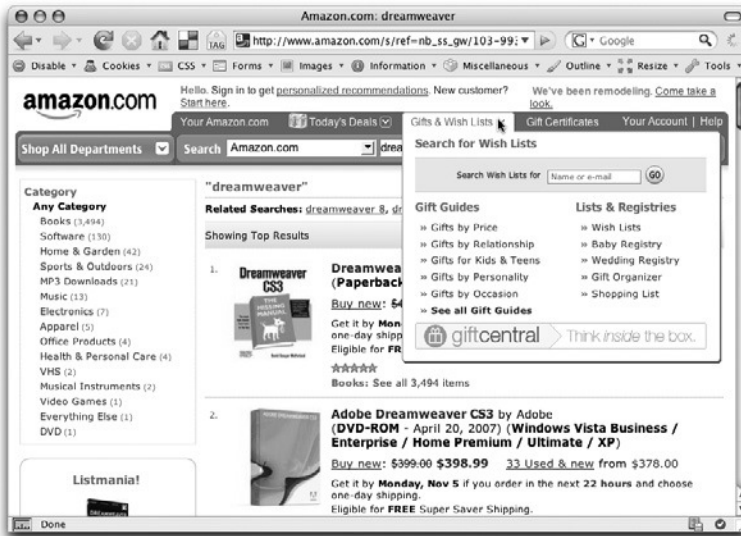 Amazon.com: dreamweaver
TAG http://www.amazon.com/s/ref=nb_ss_gw/103-99 Google
Disable Cookies CSS Forms Images Information Miscellaneous Outline Resize Tools
amazon.com
Hello. Sign in to get personalized recommendations. New customer? Start here.
We've been remodeling. Come take a look.
Your Amazon.com Today's Deals Gifts & Wish Lists Gift Certificates Your Account | Help
Shop All Departments Search Amazon.com drea
Search for Wish Lists
Search Wish Lists for Name or e-mail GO
Gift Guides
» Gifts by Price
» Gifts by Relationship
» Gifts for Kids & Teens
» Gifts by Personality
» Gifts by Occasion
» See all Gift Guides
Lists & Registries
» Wish Lists
» Baby Registry
» Wedding Registry
» Gift Organizer
» Shopping List
giftcentral Think inside the box.
Category
Any Category
Books (3,494)
Software (130)
Home & Garden (42)
Sports & Outdoors (24)
MP3 Downloads (21)
Music (13)
Electronics (7)
Apparel (5)
Office Products (4)
Health & Personal Care (4)
VHS (2)
Musical Instruments (2)
Video Games (1)
Everything Else (1)
DVD (1)
Listmania!
"dreamweaver"
Related Searches: dreamweaver 8, d
Showing Top Results
1.
Dreamweaver
CS3
THE
MISSING
MANUAL
Dreamwea
(Paperback
Buy new: $4
Get it by Mon
one-day shipp
Eligible for FR
Books: See all 3,494 items
2.
Adobe Dreamweaver CS3 by Adobe
(DVD-ROM - April 20, 2007) (Windows Vista Business /
Enterprise / Home Premium / Ultimate / XP)
Buy new: $399.00 $398.99 33 Used & new from $378.00
Get it by Monday, Nov 5 if you order in the next 22 hours and choose
one-day shipping.
Eligible for FREE Super Saver Shipping.
Done